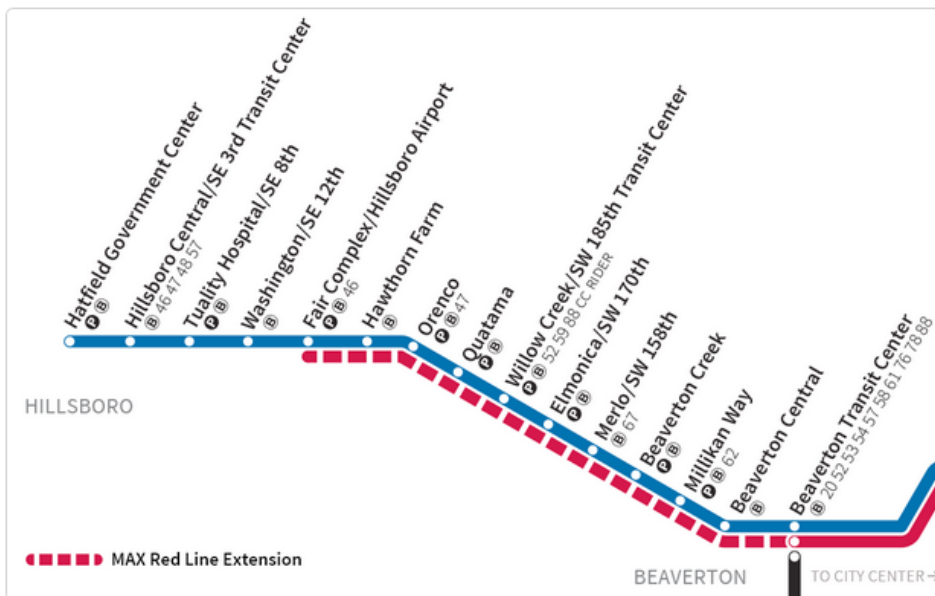 Hatfield Government Center
P B
Hillsboro Central/SE 3rd Transit Center
B 46 47 48 57
Tuality Hospital/SE 8th
P B
Washington/SE 12th
B
Fair Complex/Hillsboro Airport
P B 46
Hawthorn Farm
B
Orenco
P B 47
Quatama
P B
Willow Creek/SW 185th Transit Center
P B 52 59 88 CC RIDER
Elmonica/SW 170th
P B
Merlo/SW 158th
B 67
Beaverton Creek
P B
Millikan Way
P B 62
Beaverton Central
B
Beaverton Transit Center
B 20 52 53 54 57 58 61 76 78 88
HILLSBORO
MAX Red Line Extension
BEAVERTON
TO CITY CENTER